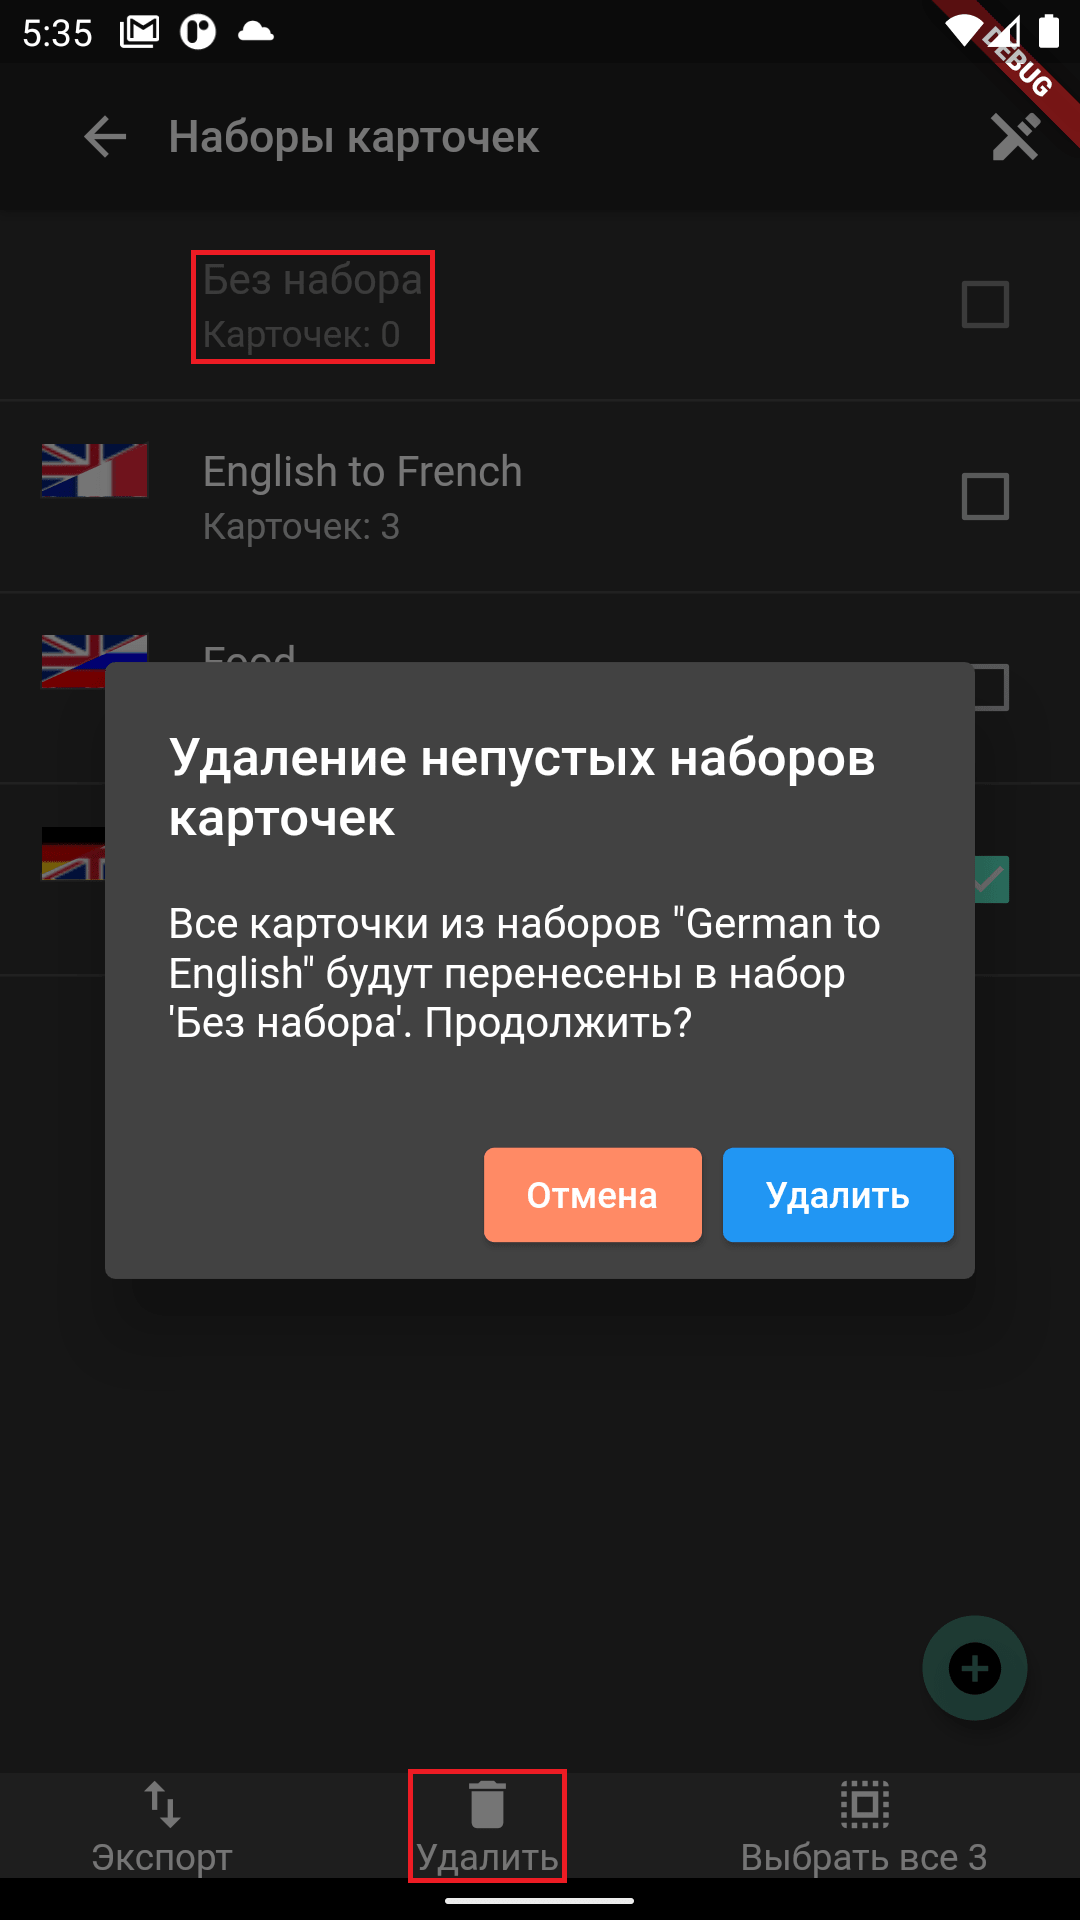 5:35
DEBUG
Наборы карточек
Без набора
Карточек: 0
English to French
Карточек: 3
Food
Удаление непустых наборов
карточек
Все карточки из наборов "German to
English" будут перенесены в набор
'Без набора'. Продолжить?
Отмена
Удалить
Экспорт
Удалить
Выбрать все 3